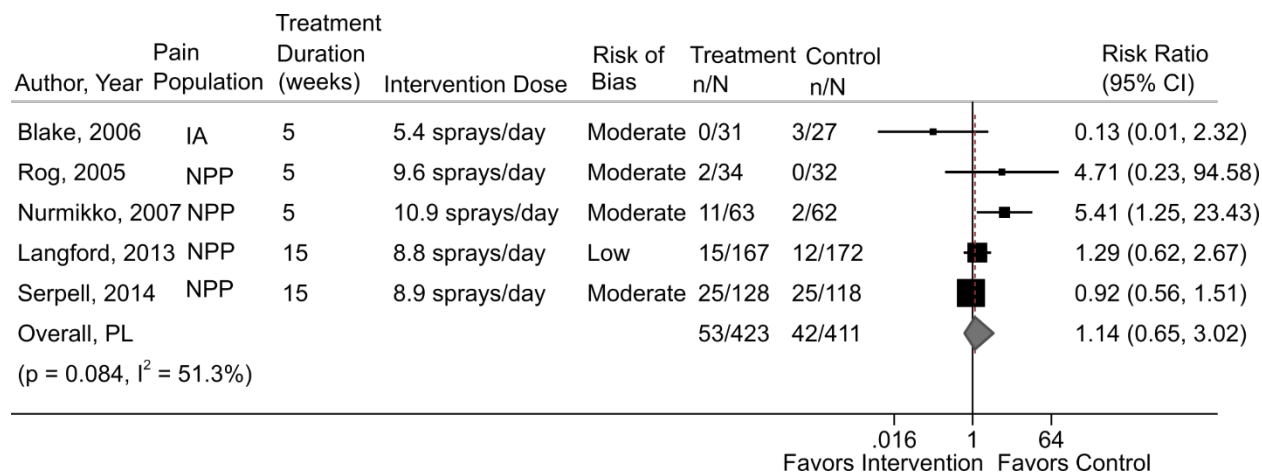 Author, Year Pain Population Treatment Duration (weeks) Intervention Dose Risk of Bias Treatment n/N Control n/N Risk Ratio (95% CI)
Blake, 2006 IA 5 5.4 sprays/day Moderate 0/31 3/27 0.13 (0.01, 2.32)
Rog, 2005 NPP 5 9.6 sprays/day Moderate 2/34 0/32 4.71 (0.23, 94.58)
Nurmikko, 2007 NPP 5 10.9 sprays/day Moderate 11/63 2/62 5.41 (1.25, 23.43)
Langford, 2013 NPP 15 8.8 sprays/day Low 15/167 12/172 1.29 (0.62, 2.67)
Serpell, 2014 NPP 15 8.9 sprays/day Moderate 25/128 25/118 0.92 (0.56, 1.51)
Overall, PL 53/423 42/411 1.14 (0.65, 3.02)
(p = 0.084, I² = 51.3%)
.016 1 64
Favors Intervention Favors Control